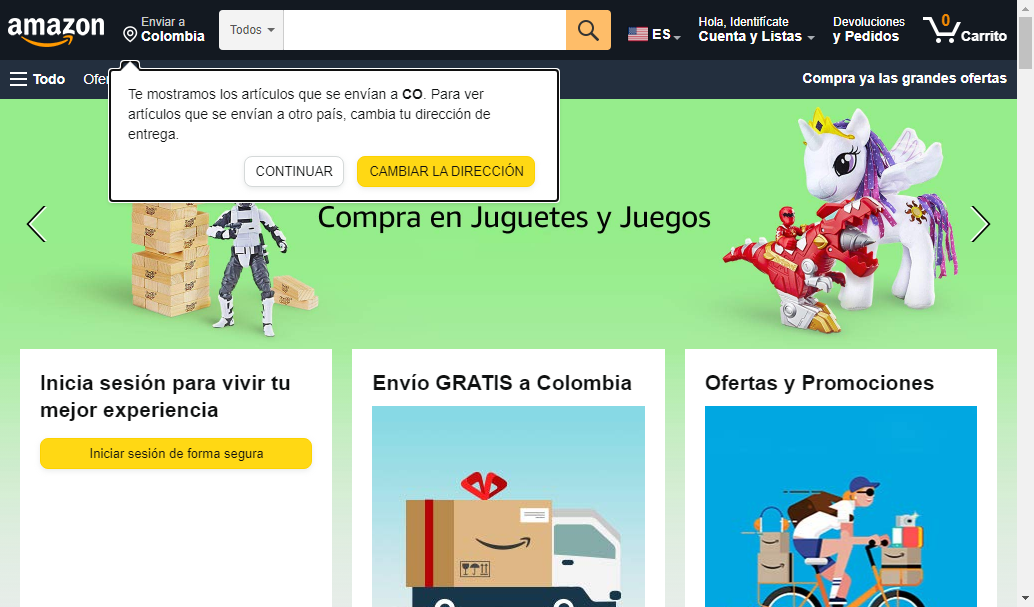 amazon
Enviar a
Colombia
Todos
ES
Hola, Identifícate
Cuenta y Listas
Devoluciones
y Pedidos
0
Carrito
Todo
Compra ya las grandes ofertas
Te mostramos los artículos que se envían a CO. Para ver
artículos que se envían a otro país, cambia tu dirección de
entrega.
CONTINUAR
CAMBIAR LA DIRECCIÓN
Compra en Juguetes y Juegos
Inicia sesión para vivir tu
mejor experiencia
Iniciar sesión de forma segura
Envío GRATIS a Colombia
Ofertas y Promociones